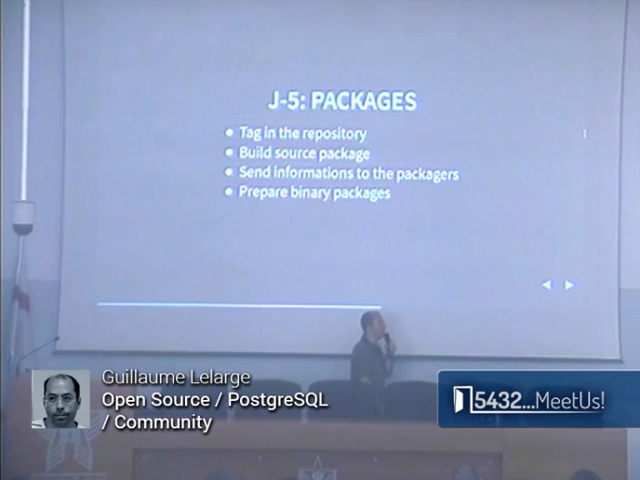 J-5: PACKAGES
Tag in the repository
Build source package
Send informations to the packagers
Prepare binary packages
Guillaume Lelarge
Open Source / PostgreSQL
/ Community
5432...MeetUs!